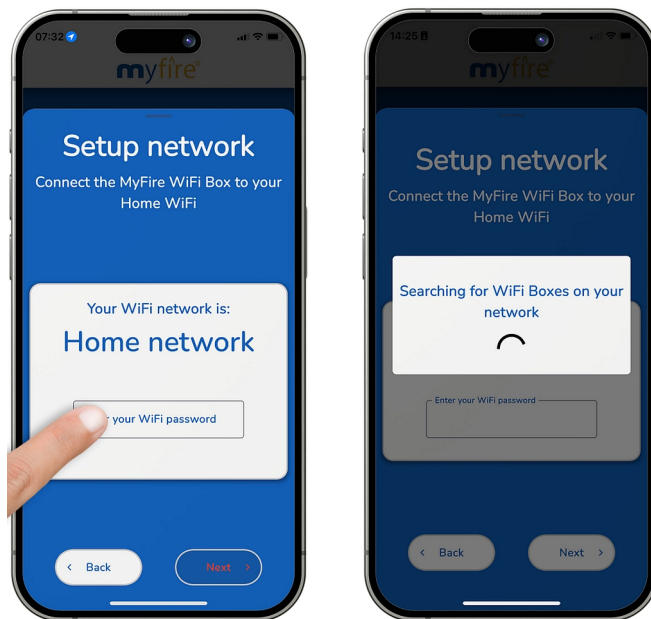 07:32
myfire®
Setup network
Connect the MyFire WiFi Box to your
Home WiFi
Your WiFi network is:
Home network
your WiFi password
< Back
Next >
14:25
myfire®
Setup network
Connect the MyFire WiFi Box to your
Home WiFi
Searching for WiFi Boxes on your
network
Enter your WiFi password
< Back
Next >